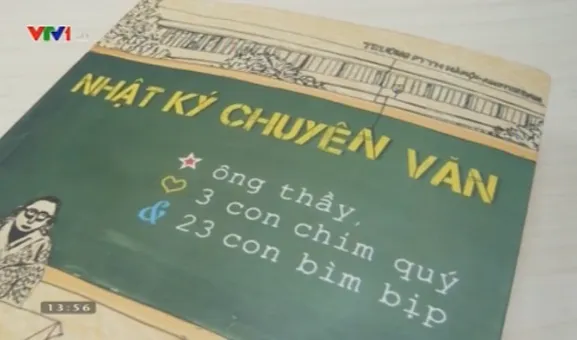 VTV1
TRƯỜNG PTTH HÀ NỘI-AMSTERDAM
NHẬT KÝ CHUYÊN VĂN
ông thầy,
3 con chim quý
& 23 con bìm bịp
13:56